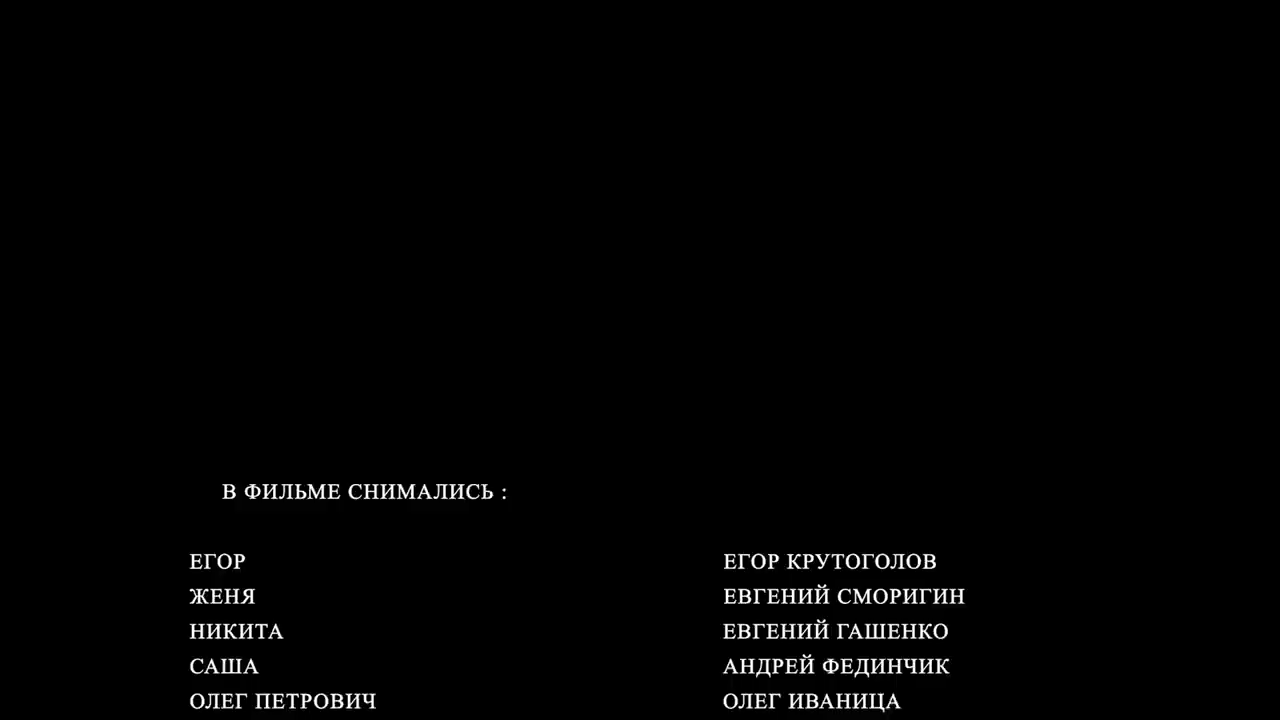 В ФИЛЬМЕ СНИМАЛИСЬ :
ЕГОР ЕГОР КРУТОГОЛОВ
ЖЕНЯ ЕВГЕНИЙ СМОРИГИН
НИКИТА ЕВГЕНИЙ ГАШЕНКО
САША АНДРЕЙ ФЕДИНЧИК
ОЛЕГ ПЕТРОВИЧ ОЛЕГ ИВАНИЦА